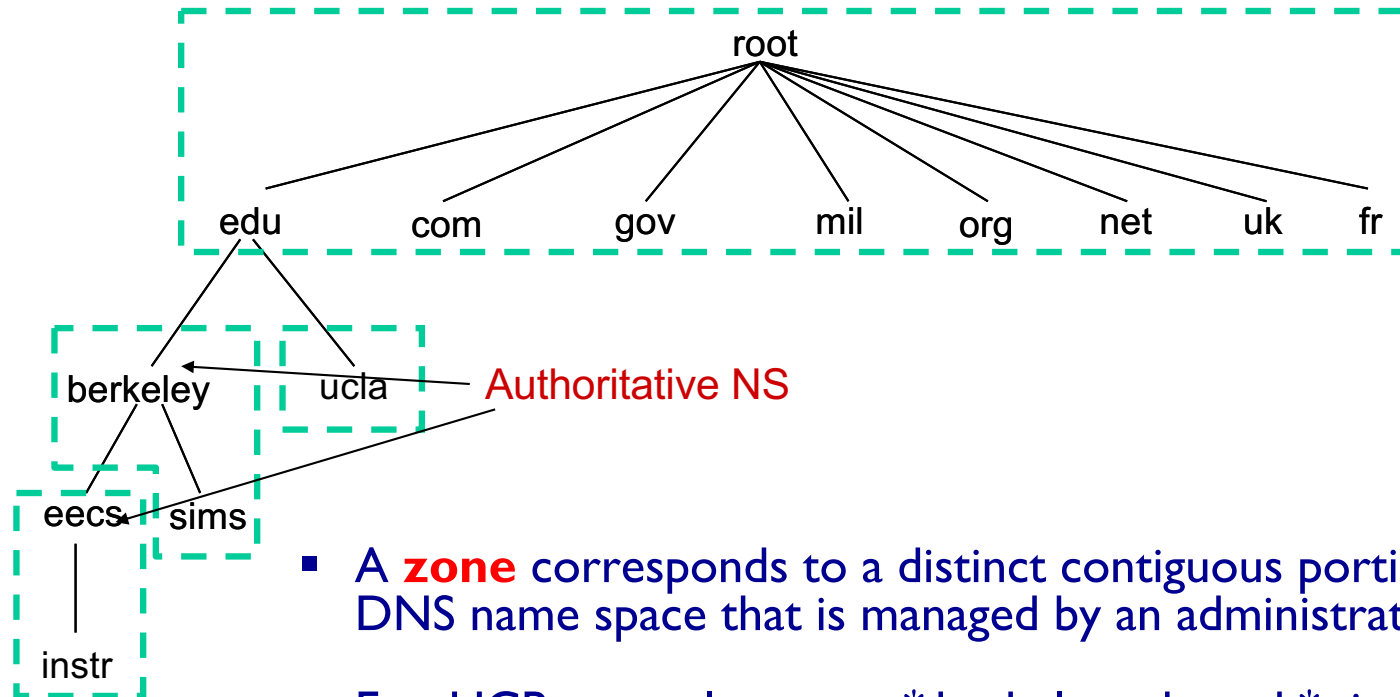 root
edu com gov mil org net uk fr
berkeley ucla Authoritative NS
eecs sims
A zone corresponds to a distinct contiguous porti
DNS name space that is managed by an administrat
instr